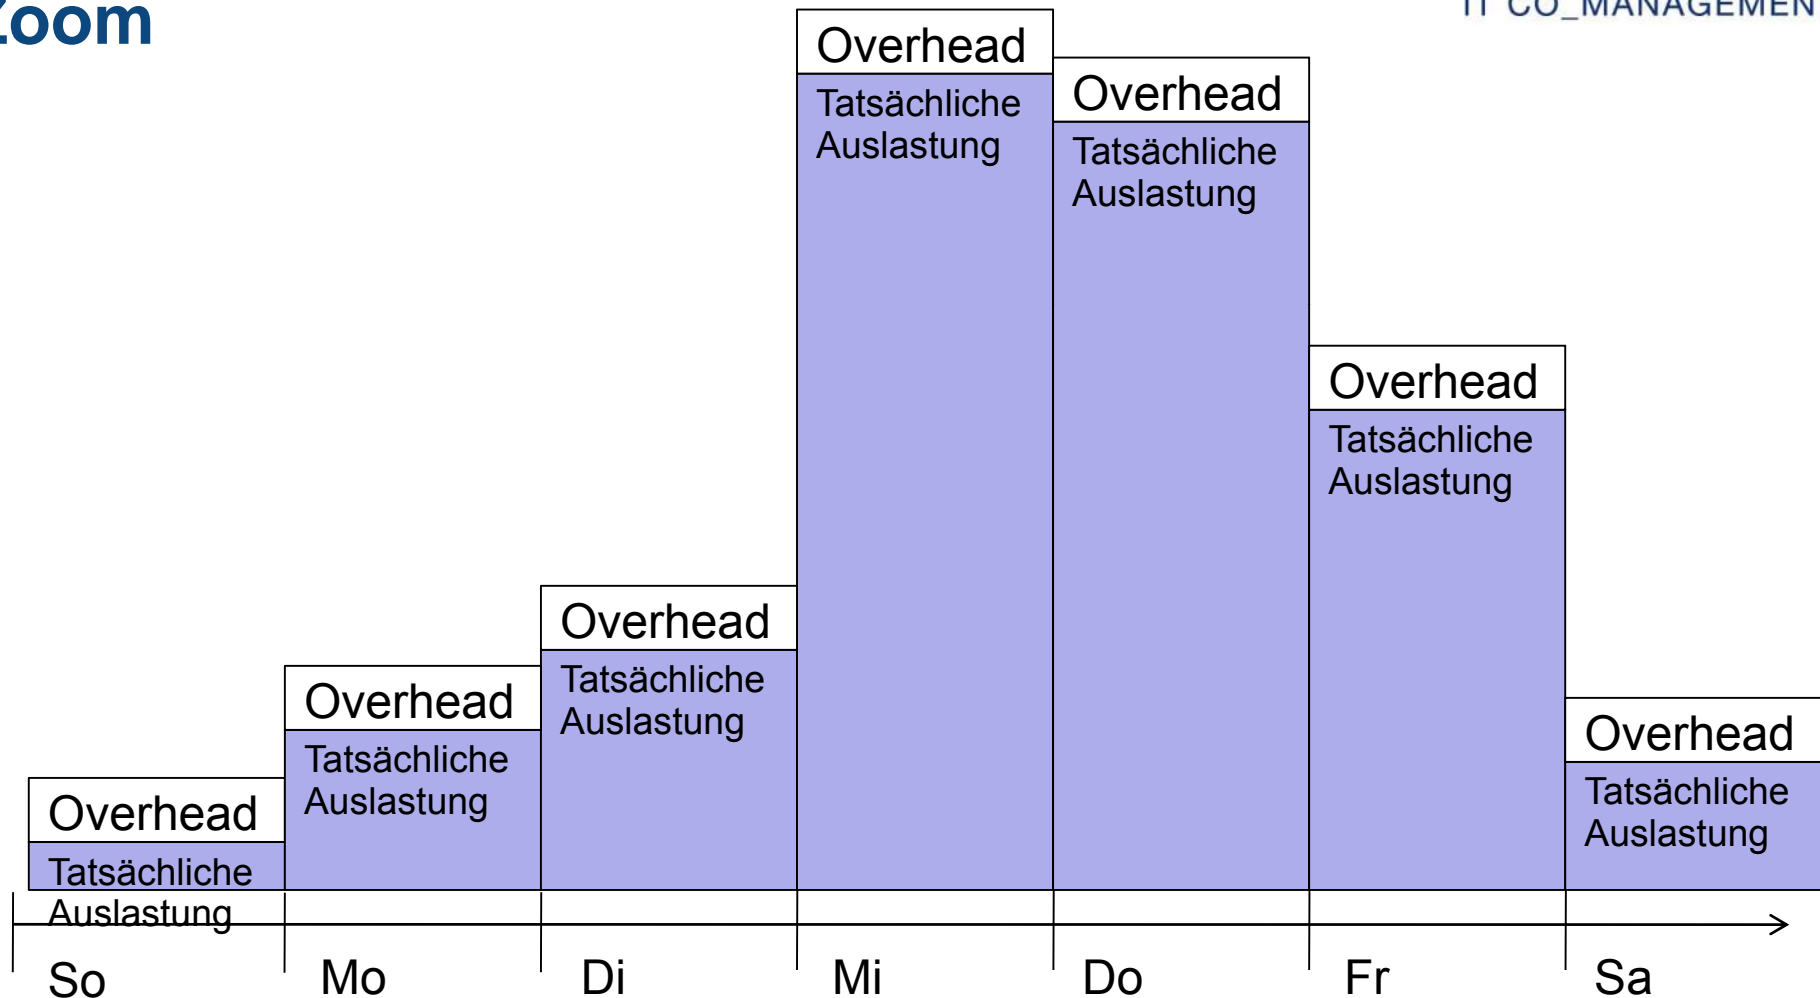 Zoom
IT CO_MANAGEMEN
Overhead
Tatsächliche
Auslastung
Overhead
Tatsächliche
Auslastung
Overhead
Tatsächliche
Auslastung
Overhead
Tatsächliche
Auslastung
Overhead
Tatsächliche
Auslastung
Overhead
Tatsächliche
Auslastung
Overhead
Tatsächliche
Auslastung
So Mo Di Mi Do Fr Sa